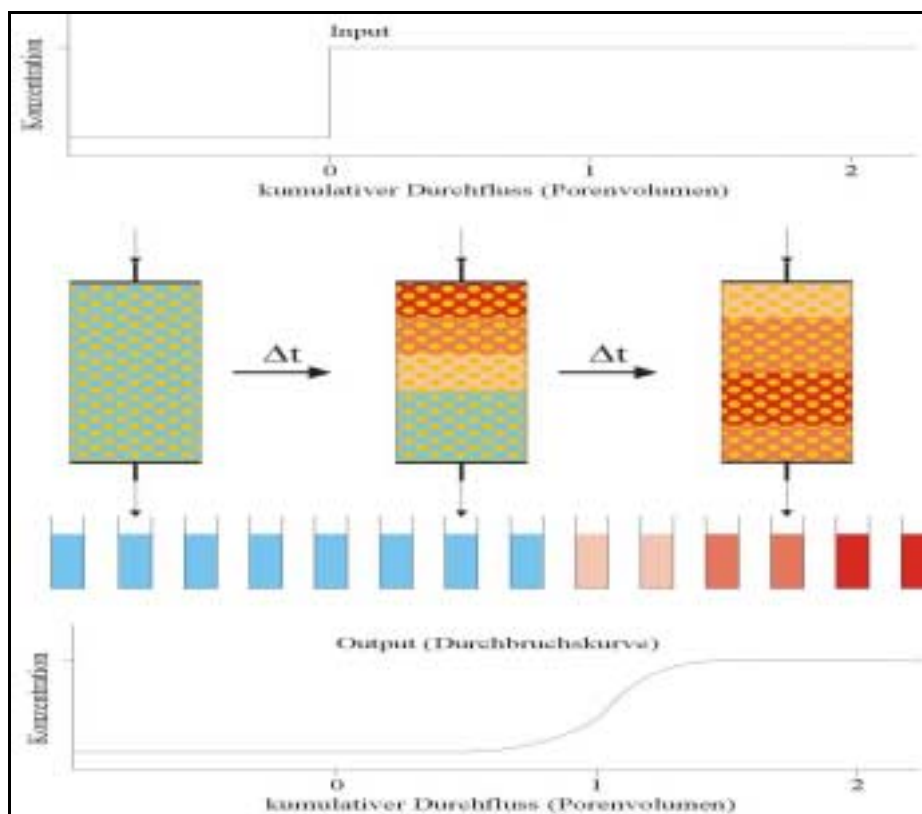 Input
Konzentration
0 1 2
kumulativer Durchfluss (Porenvolumen)
Δt Δt
Output (Durchbruchskurve)
Konzentration
0 1 2
kumulativer Durchfluss (Porenvolumen)